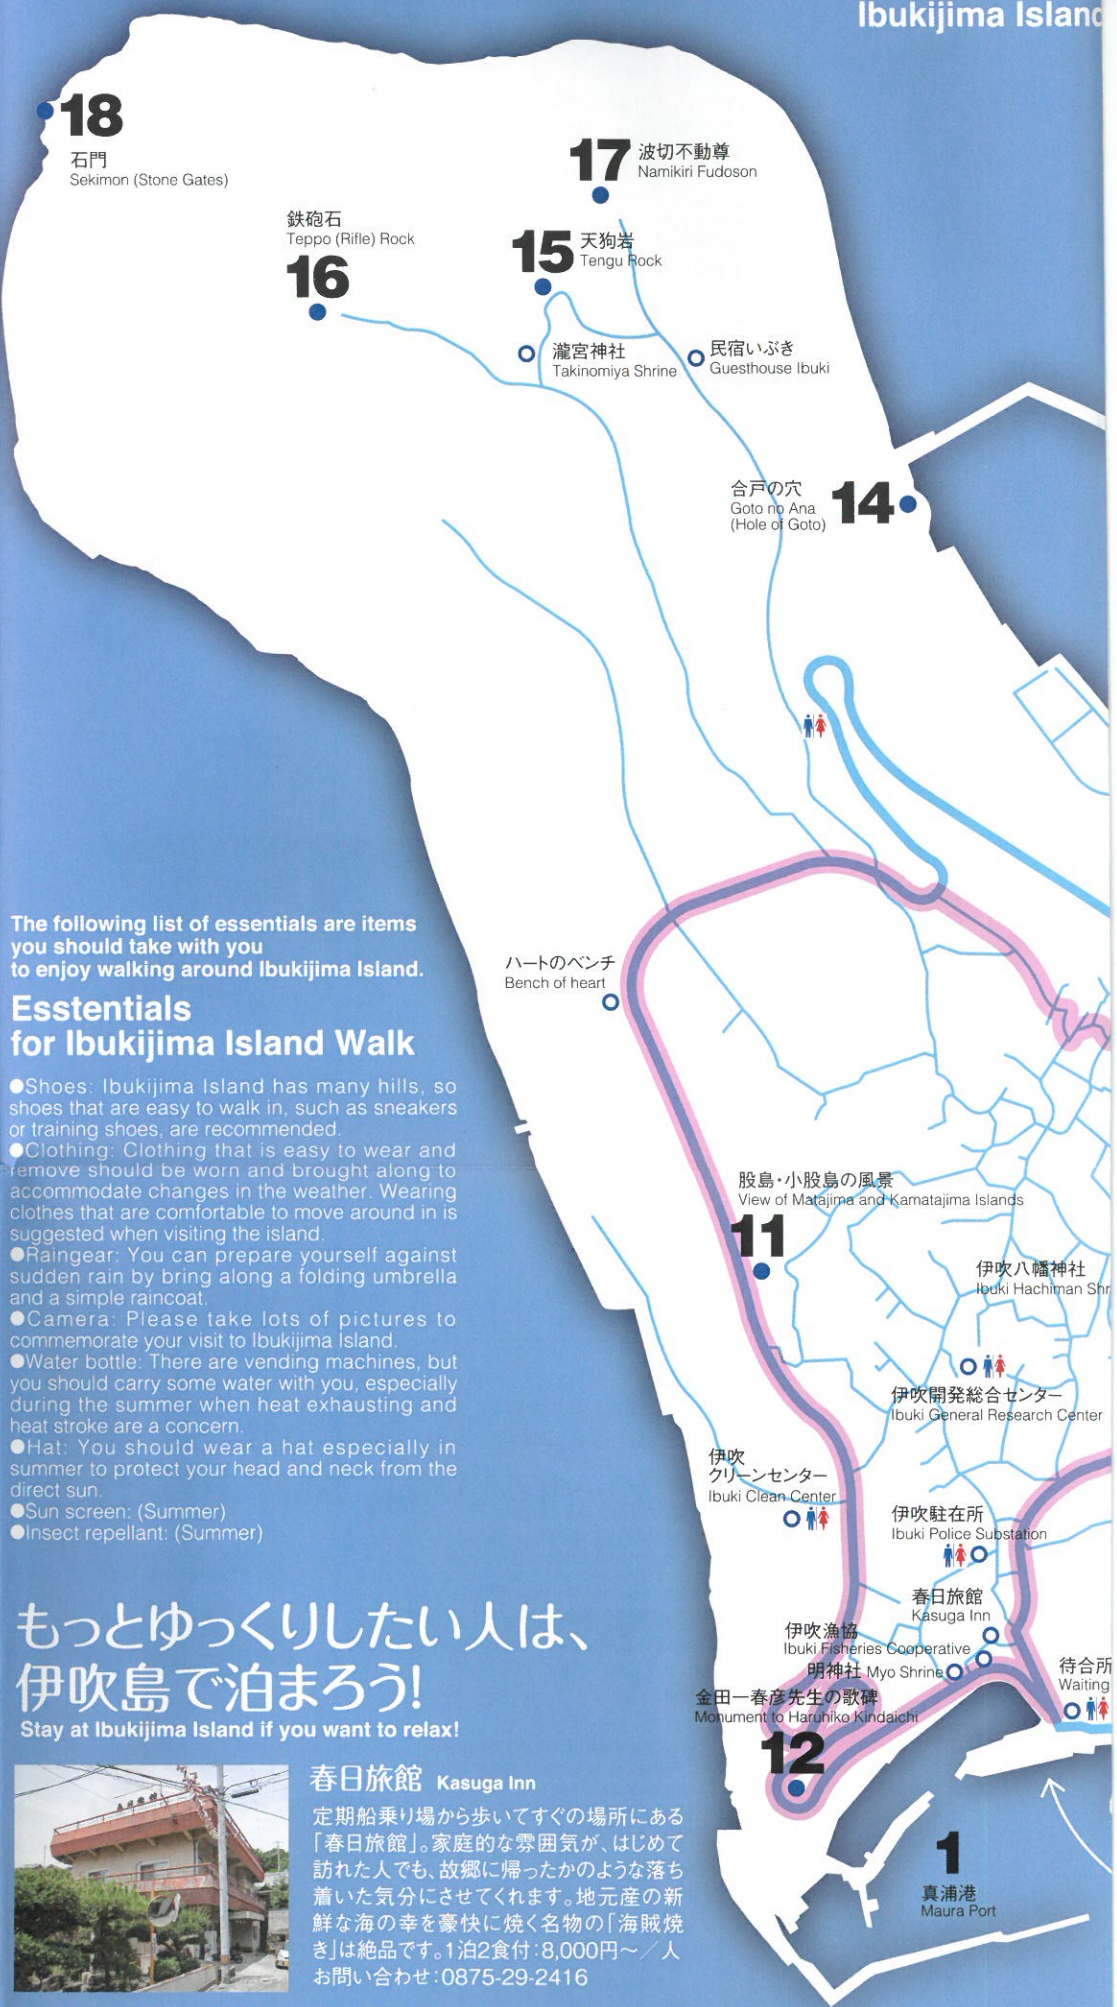 Ibukijima Island
18
石門
Sekimon (Stone Gates)
17
波切不動尊
Namikiri Fudoson
鉄砲石
Teppo (Rifle) Rock
16
15
天狗岩
Tengu Rock
瀧宮神社
Takinomiya Shrine
民宿いぶき
Guesthouse Ibuki
合戸の穴
Goto no Ana
(Hole of Goto)
14
The following list of essentials are items
you should take with you
to enjoy walking around Ibukijima Island.
Esstentials
for Ibukijima Island Walk
●Shoes: Ibukijima Island has many hills, so
shoes that are easy to walk in, such as sneakers
or training shoes, are recommended.
●Clothing: Clothing that is easy to wear and
remove should be worn and brought along to
accommodate changes in the weather. Wearing
clothes that are comfortable to move around in is
suggested when visiting the island.
●Raingear: You can prepare yourself against
sudden rain by bring along a folding umbrella
and a simple raincoat.
●Camera: Please take lots of pictures to
commemorate your visit to Ibukijima Island.
●Water bottle: There are vending machines, but
you should carry some water with you, especially
during the summer when heat exhausting and
heat stroke are a concern.
●Hat: You should wear a hat especially in
summer to protect your head and neck from the
direct sun.
●Sun screen: (Summer)
●Insect repellant: (Summer)
ハートのベンチ
Bench of heart
股島・小股島の風景
View of Matajima and Kamatajima Islands
11
伊吹八幡神社
Ibuki Hachiman Shr
伊吹開発総合センター
Ibuki General Research Center
伊吹
クリーンセンター
Ibuki Clean Center
伊吹駐在所
Ibuki Police Substation
春日旅館
Kasuga Inn
伊吹漁協
Ibuki Fisheries Cooperative
明神社 Myo Shrine
待合所
Waiting
金田一春彦先生の歌碑
Monument to Haruhiko Kindaichi
12
1
真浦港
Maura Port
もっとゆっくりしたい人は、
伊吹島で泊まろう!
Stay at Ibukijima Island if you want to relax!
春日旅館
春日旅館 Kasuga Inn
定期船乗り場から歩いてすぐの場所にある
「春日旅館」。家庭的な雰囲気が、はじめて
訪れた人でも、故郷に帰ったかのような落ち
着いた気分にさせてくれます。地元産の新
鮮な海の幸を豪快に焼く名物の「海賊焼
き」は絶品です。1泊2食付:8,000円〜／人
お問い合わせ:0875-29-2416